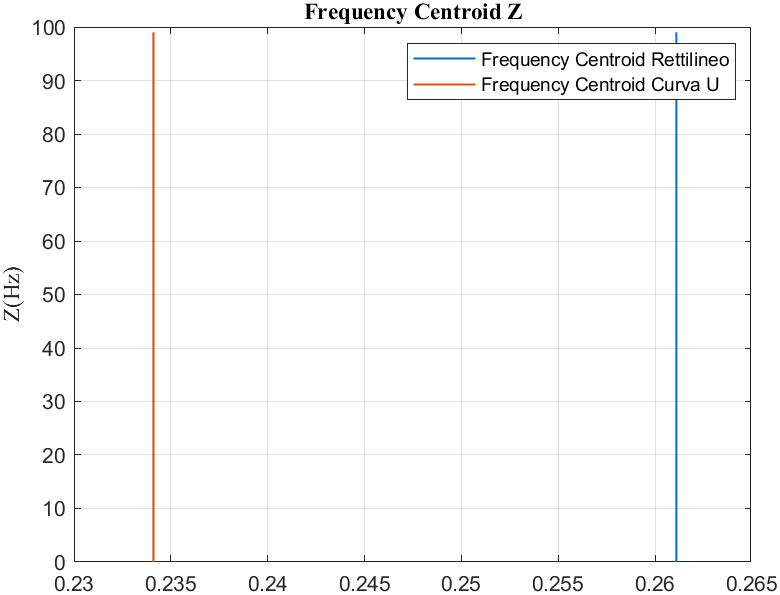 Frequency Centroid Z
Frequency Centroid Rettilineo
Frequency Centroid Curva U
100
90
80
70
60
50
40
30
20
10
0
Z(Hz)
0.23 0.235 0.24 0.245 0.25 0.255 0.26 0.265